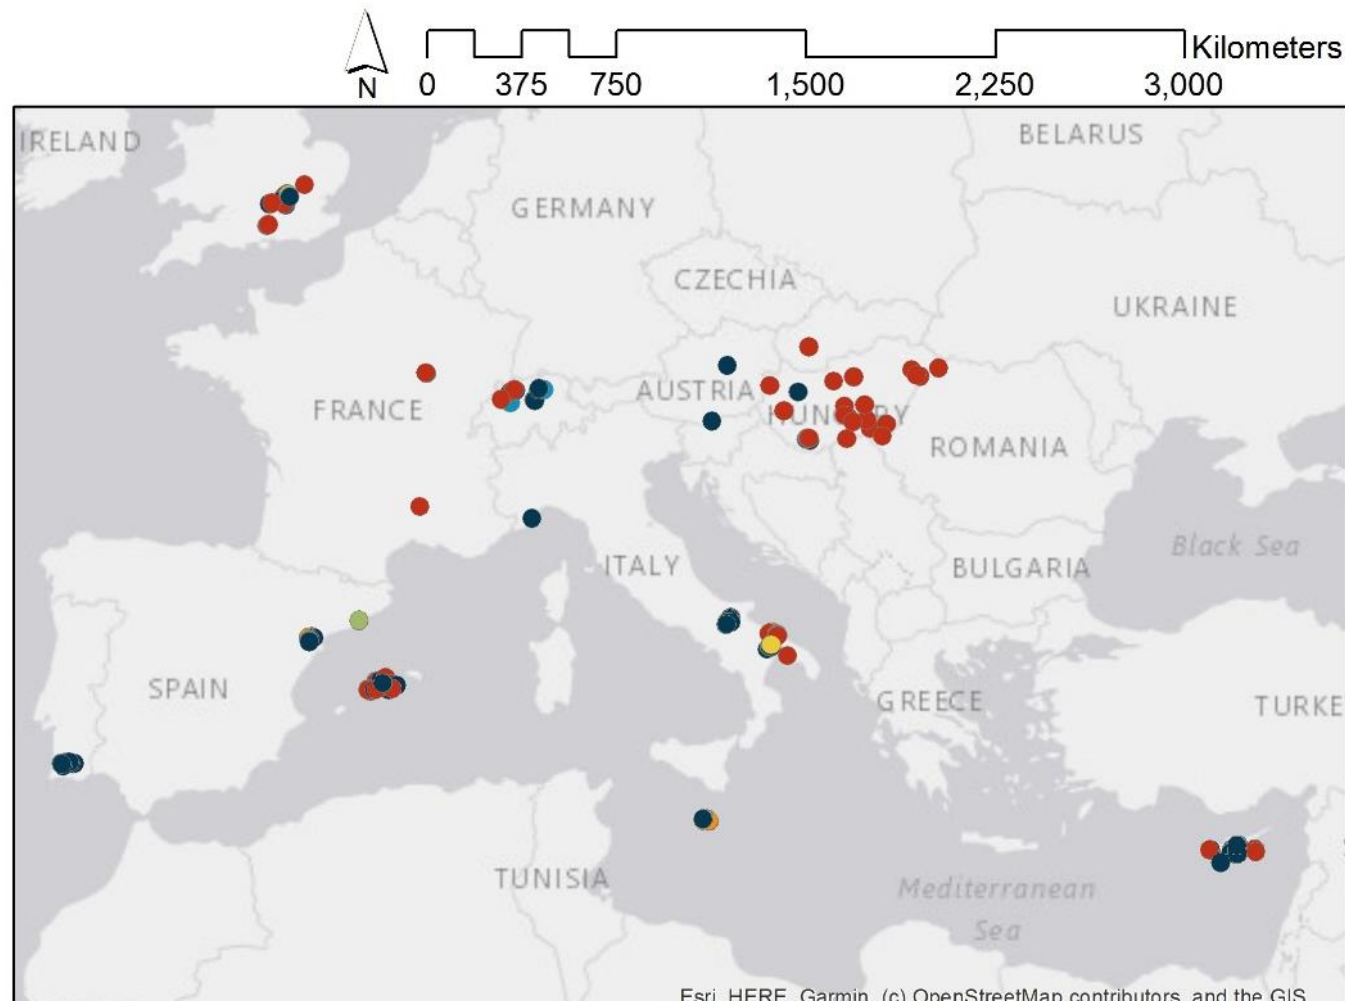 Kilometers
N 0 375 750 1,500 2,250 3,000
IRELAND
BELARUS
GERMANY
CZECHIA
UKRAINE
AUSTRIA
FRANCE
HUNGARY
ROMANIA
Black Sea
ITALY
BULGARIA
SPAIN
GREECE
TURKE
TUNISIA
Mediterranean
Sea
Esri, HERE, Garmin, (c) OpenStreetMap contributors, and the GIS